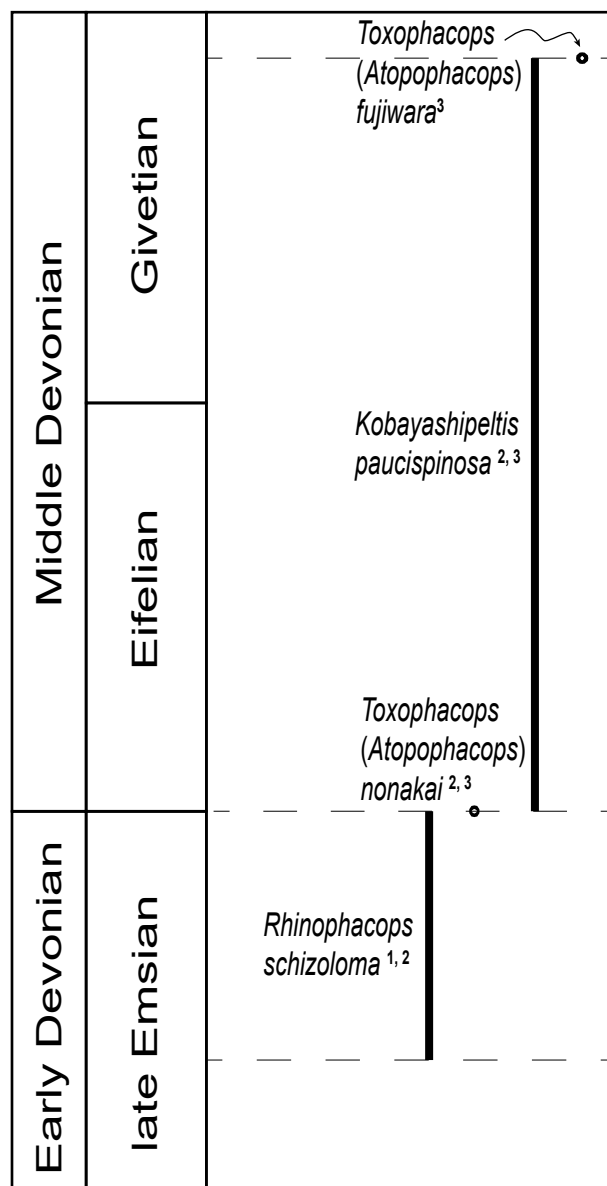 Middle Devonian
Early Devonian
Givetian
Eifelian
late Emsian
Toxophacops
(Atopophacops)
fujiwara³
Kobayashipeltis
paucispinosa ²,³
Toxophacops
(Atopophacops)
nonakai ²,³
Rhinophacops
schizoloma ¹,²